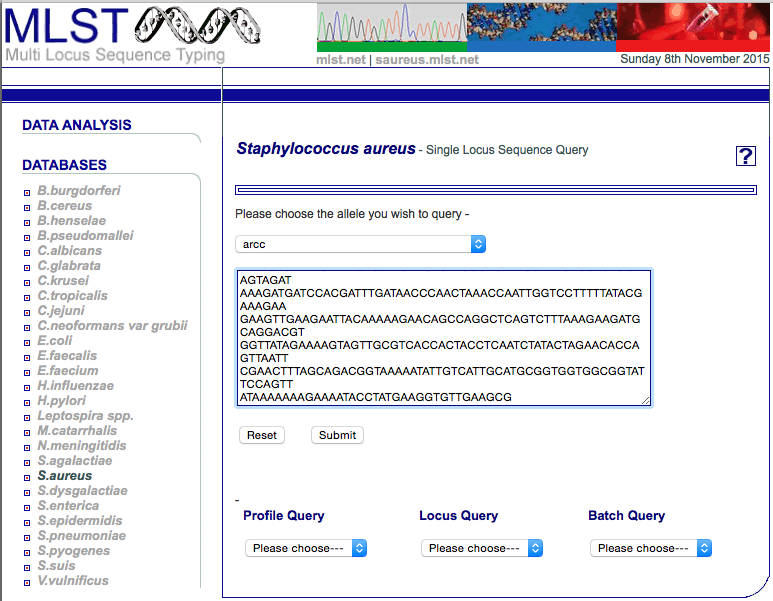 MLST
Multi Locus Sequence Typing
mlst.net | saureus.mlst.net
Sunday 8th November 2015
DATA ANALYSIS
DATABASES
B.burgdorferi
B.cereus
B.henselae
B.pseudomallei
C.albicans
C.glabrata
C.krusei
C.tropicalis
C.jejuni
C.neoformans var grubii
E.coli
E.faecalis
E.faecium
H.influenzae
H.pylori
Leptospira spp.
M.catarrhalis
N.meningitidis
S.agalactiae
S.aureus
S.dysgalactiae
S.enterica
S.epidermidis
S.pneumoniae
S.pyogenes
S.suis
V.vulnificus
Staphylococcus aureus - Single Locus Sequence Query
?
Please choose the allele you wish to query -
arcc
AGTAGAT
AAAGATGATCCACGATTTGATAACCCAACTAAACCAATTGGTCCTTTTTATACG
AAAGAA
GAAGTTGAAGAATTACAAAAAGAACAGCCAGGCTCAGTCTTTAAAGAAGATG
CAGGACGT
GGTTATAGAAAAGTAGTTGCGTCACCACTACCTCAATCTATACTAGAACACCA
GTTAATT
CGAACTTTAGCAGACGGTAAAAATATTGTCATTGCATGCGGTGGTGGCGGTAT
TCCAGTT
ATAAAAAAAGAAAATACCTATGAAGGTGTTGAAGCG
Reset
Submit
-
Profile Query
Locus Query
Batch Query
Please choose---
Please choose---
Please choose---